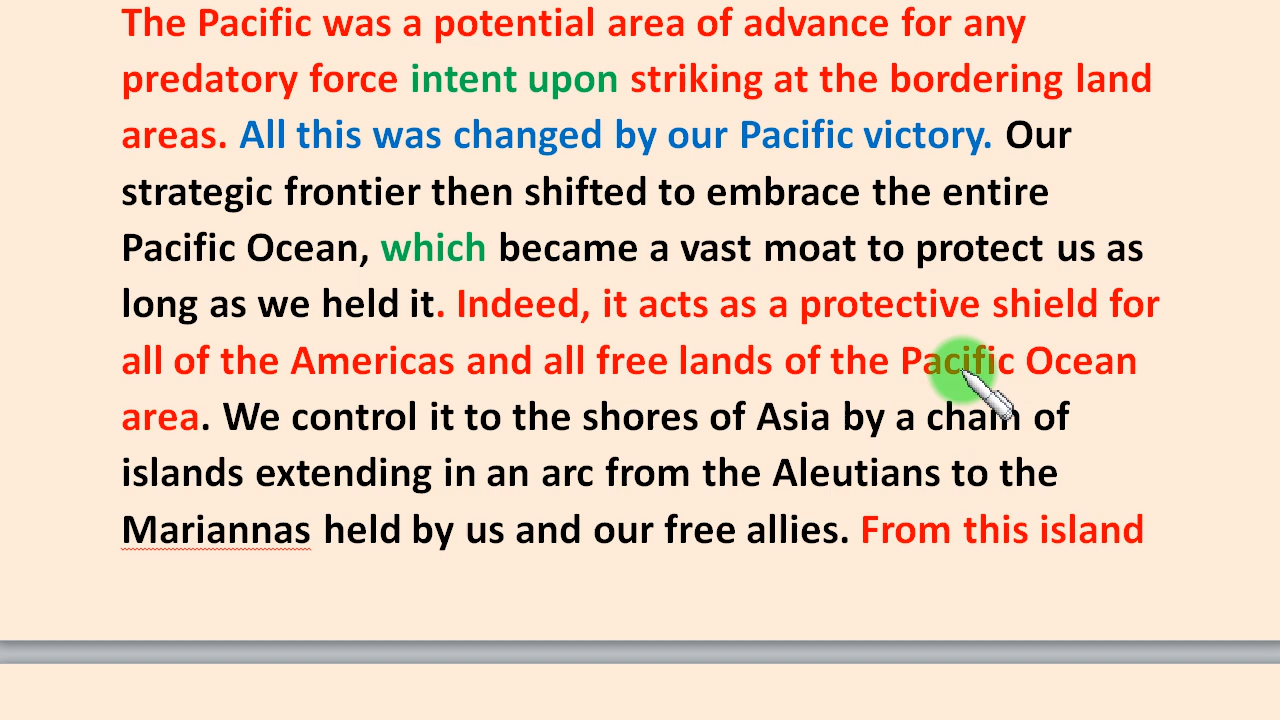 The Pacific was a potential area of advance for any
predatory force intent upon striking at the bordering land
areas. All this was changed by our Pacific victory. Our
strategic frontier then shifted to embrace the entire
Pacific Ocean, which became a vast moat to protect us as
long as we held it. Indeed, it acts as a protective shield for
all of the Americas and all free lands of the Pacific Ocean
area. We control it to the shores of Asia by a chain of
islands extending in an arc from the Aleutians to the
Mariannas held by us and our free allies. From this island